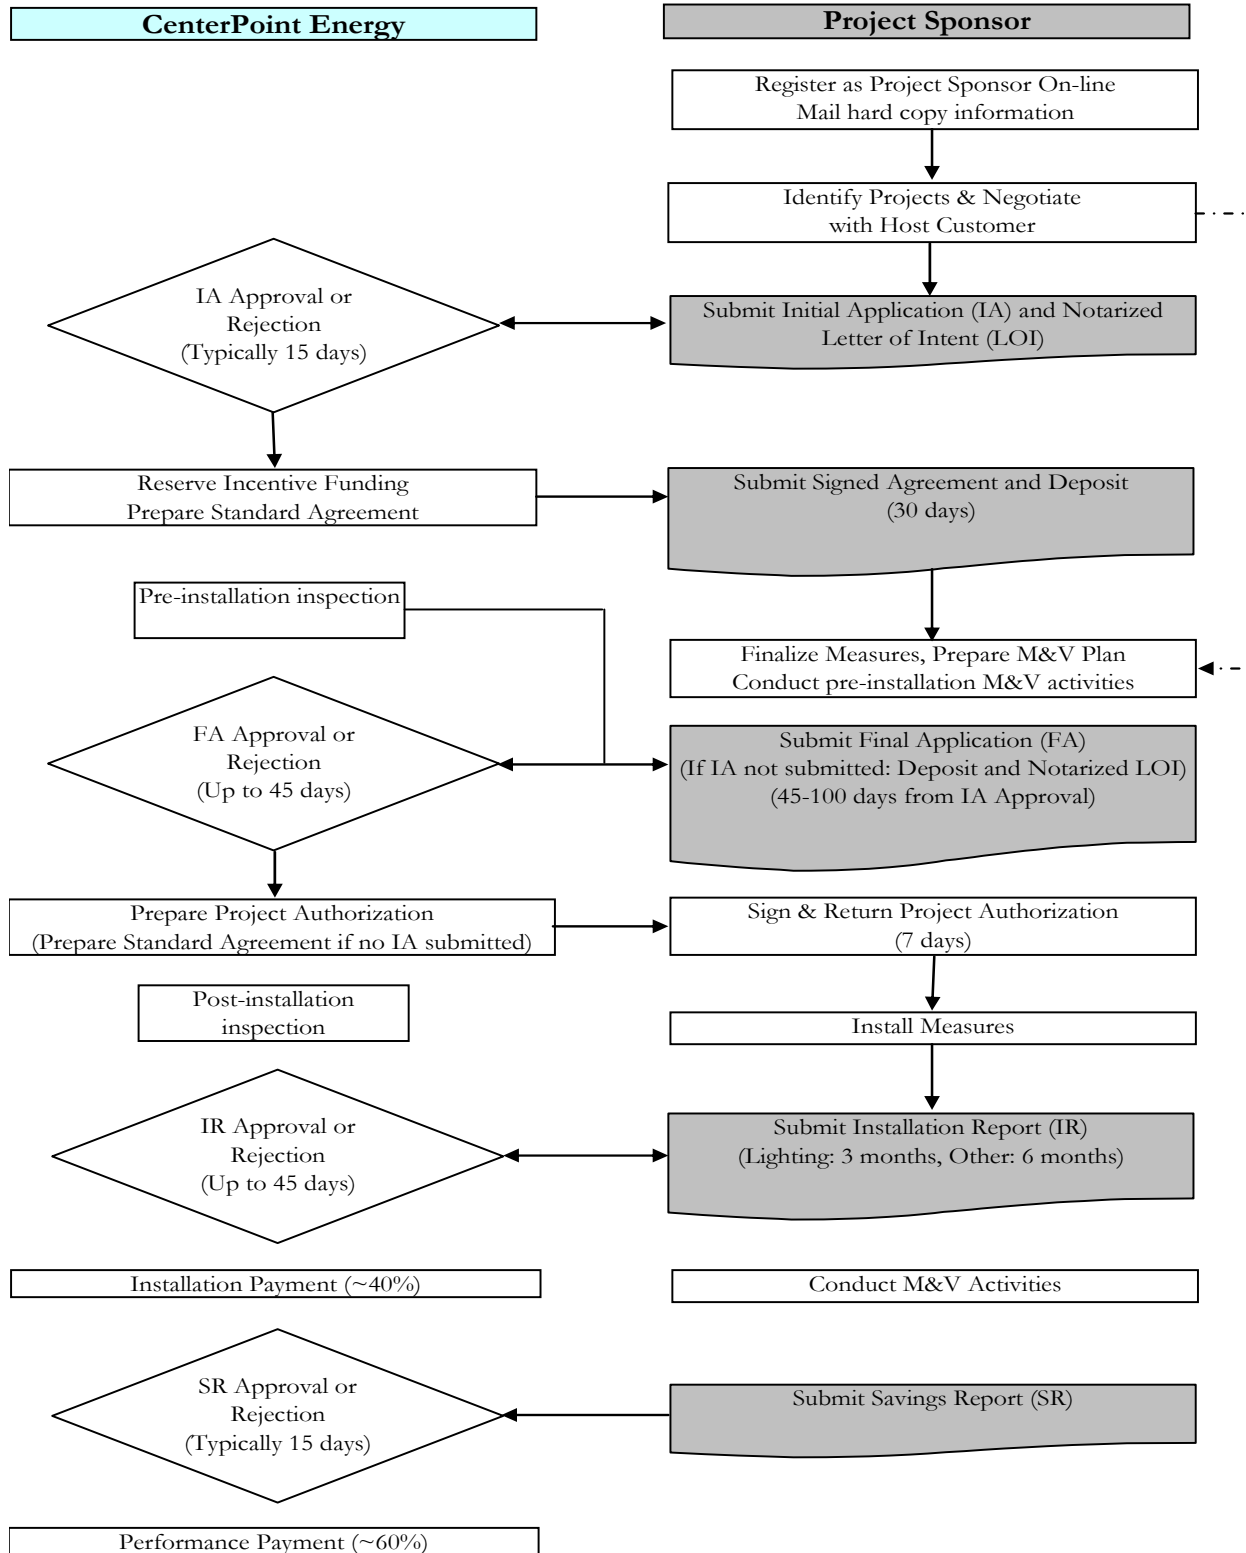 CenterPoint Energy
Project Sponsor
Register as Project Sponsor On-line
Mail hard copy information
Identify Projects & Negotiate
with Host Customer
IA Approval or
Rejection
(Typically 15 days)
Submit Initial Application (IA) and Notarized
Letter of Intent (LOI)
Reserve Incentive Funding
Prepare Standard Agreement
Submit Signed Agreement and Deposit
(30 days)
Pre-installation inspection
Finalize Measures, Prepare M&V Plan
Conduct pre-installation M&V activities
FA Approval or
Rejection
(Up to 45 days)
Submit Final Application (FA)
(If IA not submitted: Deposit and Notarized LOI)
(45-100 days from IA Approval)
Prepare Project Authorization
(Prepare Standard Agreement if no IA submitted)
Sign & Return Project Authorization
(7 days)
Post-installation
inspection
Install Measures
IR Approval or
Rejection
(Up to 45 days)
Submit Installation Report (IR)
(Lighting: 3 months, Other: 6 months)
Installation Payment (~40%)
Conduct M&V Activities
SR Approval or
Rejection
(Typically 15 days)
Submit Savings Report (SR)
Performance Payment (~60%)